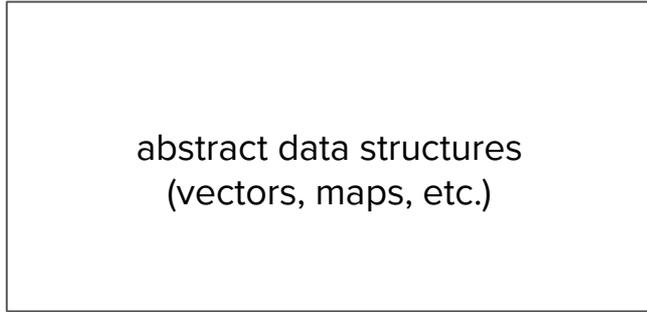 abstract data structures
(vectors, maps, etc.)